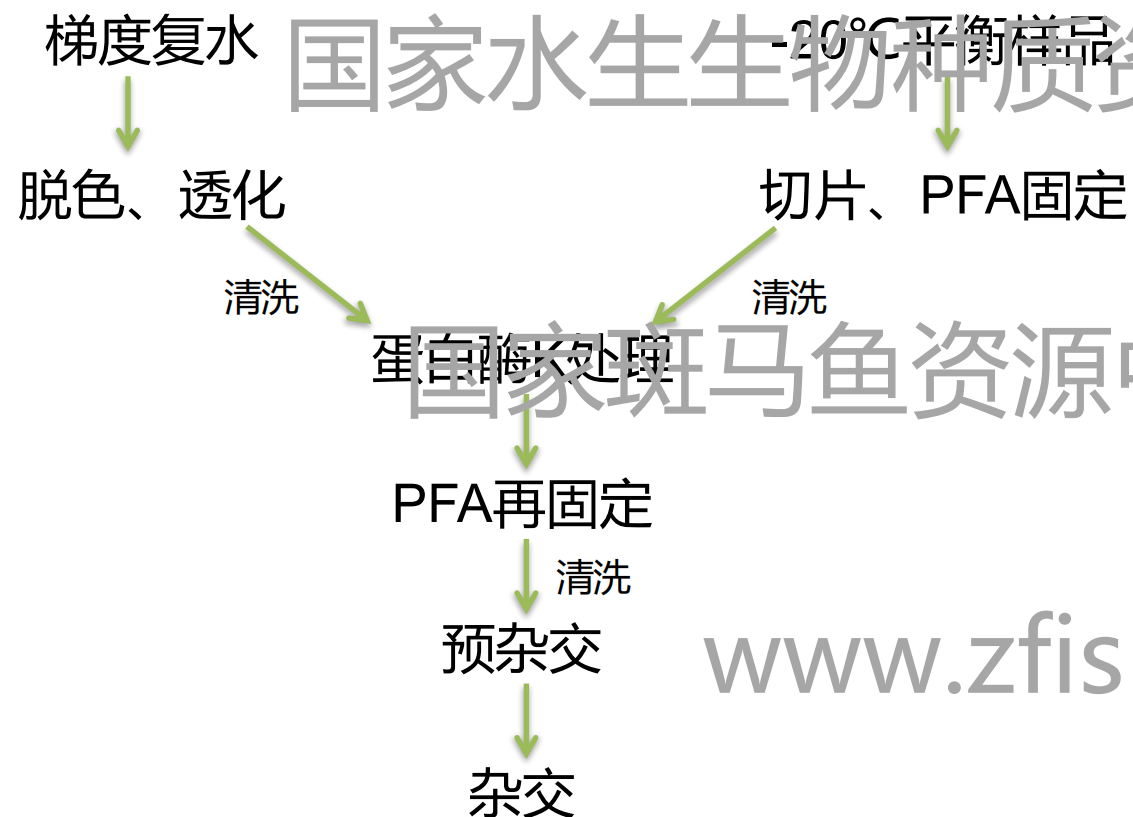 梯度复水
-20℃平衡样品
国家水生生物种质资
脱色、透化
切片、PFA固定
清洗
清洗
蛋白酶K处理
国家斑马鱼资源中
PFA再固定
清洗
预杂交
www.zfis
杂交